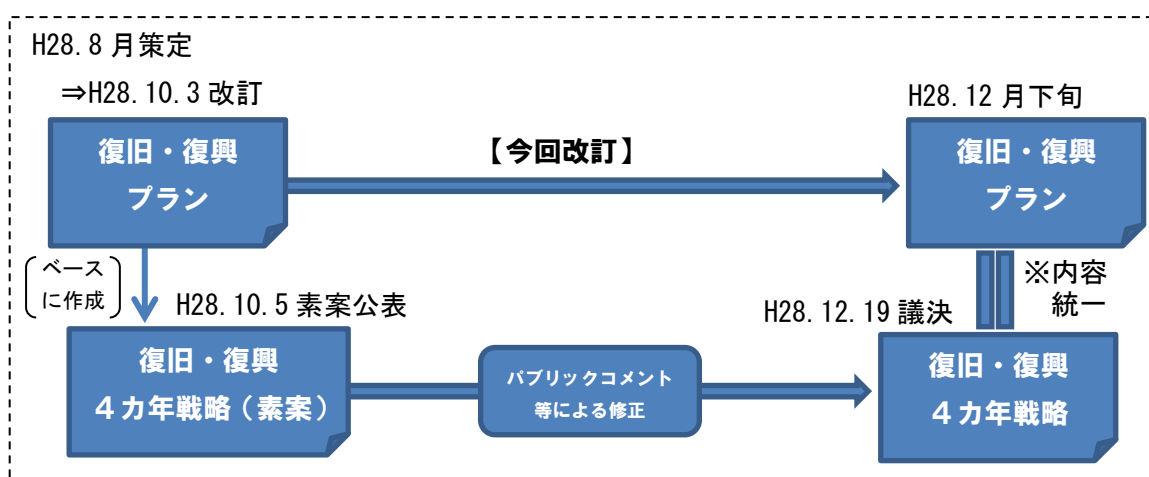 H28.8月策定
⇒H28.10.3改訂
復旧・復興
プラン
【今回改訂】
H28.12月下旬
復旧・復興
プラン
ベース
に作成
H28.10.5素案公表
復旧・復興
４カ年戦略（素案）
パブリックコメント
等による修正
※内容
統一
H28.12.19議決
復旧・復興
４カ年戦略